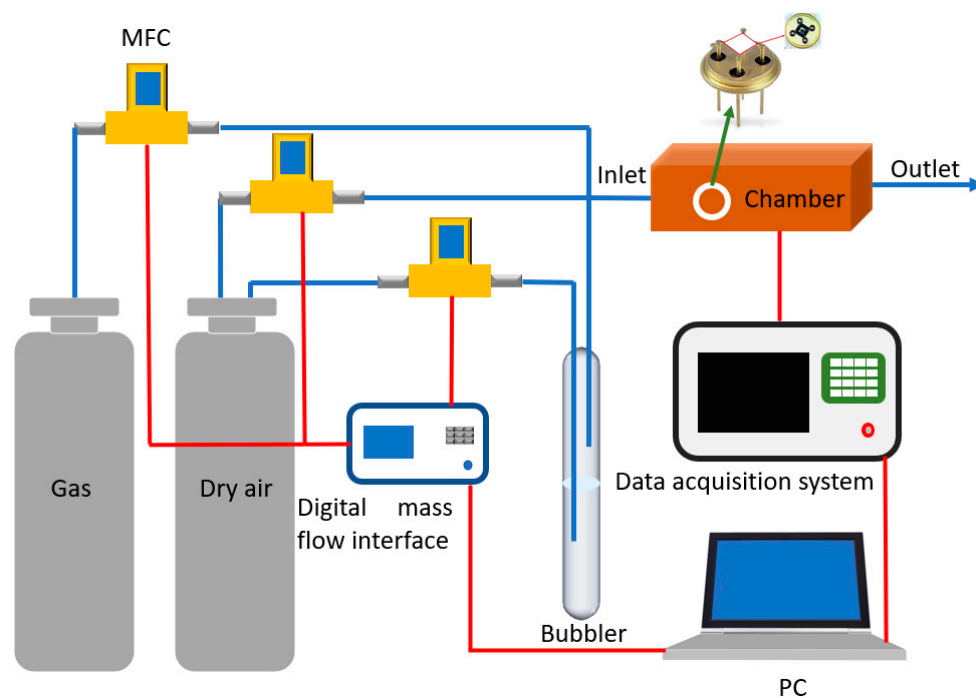 MFC
Inlet
Outlet
Chamber
Gas
Dry air
Digital mass
flow interface
Data acquisition system
Bubbler
PC